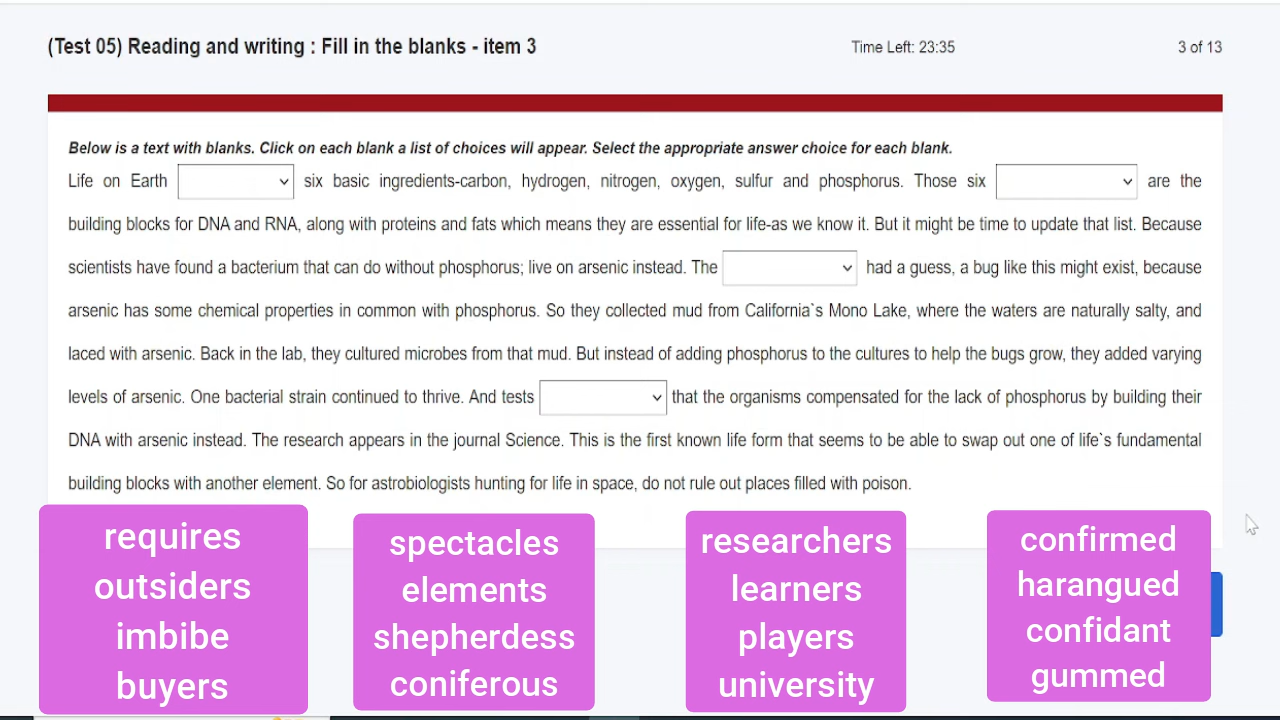 (Test 05) Reading and writing : Fill in the blanks - item 3
Time Left: 23:35
3 of 13
Below is a text with blanks. Click on each blank a list of choices will appear. Select the appropriate answer choice for each blank.
Life on Earth six basic ingredients-carbon, hydrogen, nitrogen, oxygen, sulfur and phosphorus. Those six are the
building blocks for DNA and RNA, along with proteins and fats which means they are essential for life-as we know it. But it might be time to update that list. Because
scientists have found a bacterium that can do without phosphorus; live on arsenic instead. The had a guess, a bug like this might exist, because
arsenic has some chemical properties in common with phosphorus. So they collected mud from California`s Mono Lake, where the waters are naturally salty, and
laced with arsenic. Back in the lab, they cultured microbes from that mud. But instead of adding phosphorus to the cultures to help the bugs grow, they added varying
levels of arsenic. One bacterial strain continued to thrive. And tests that the organisms compensated for the lack of phosphorus by building their
DNA with arsenic instead. The research appears in the journal Science. This is the first known life form that seems to be able to swap out one of life`s fundamental
building blocks with another element. So for astrobiologists hunting for life in space, do not rule out places filled with poison.
requires
outsiders
imbibe
buyers
spectacles
elements
shepherdess
coniferous
researchers
learners
players
university
confirmed
harangued
confidant
gummed